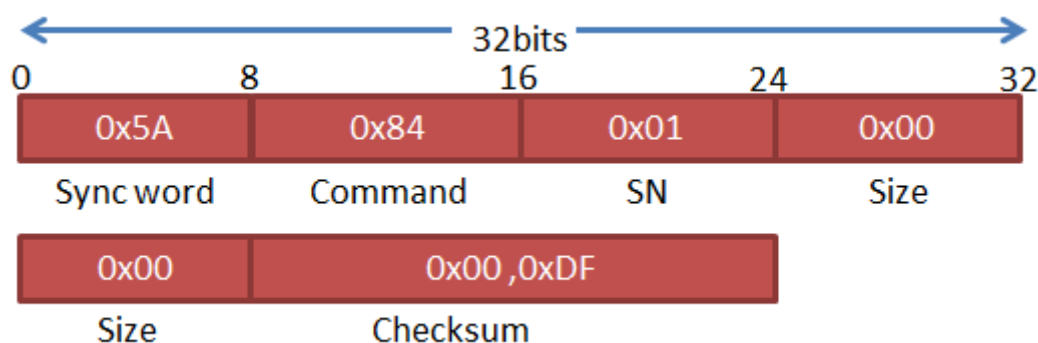 32bits
0 8 16 24 32
0x5A 0x84 0x01 0x00
Sync word Command SN Size
0x00 0x00 ,0xDF
Size Checksum